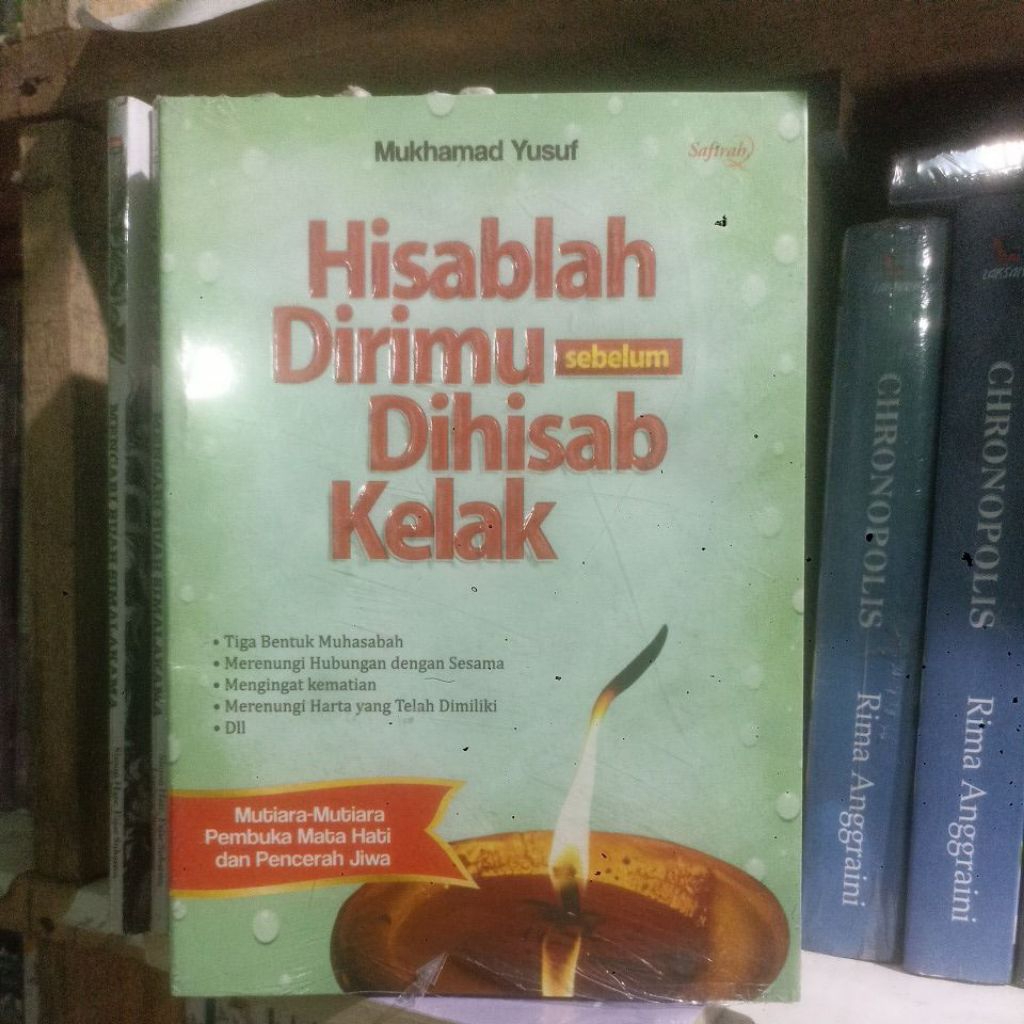 Mukhamad Yusuf
Safirah
Hisablah
Dirimu sebelum
Dihisab
Kelak
• Tiga Bentuk Muhasabah
• Merenungi Hubungan dengan Sesama
• Mengingat kematian
• Merenungi Harta yang Telah Dimiliki
• Dll
Mutiara-Mutiara
Pembuka Mata Hati
dan Pencerah Jiwa
CHRONOPOLIS
Rima Anggraini
CHRONOPOLIS
Rima Anggraini